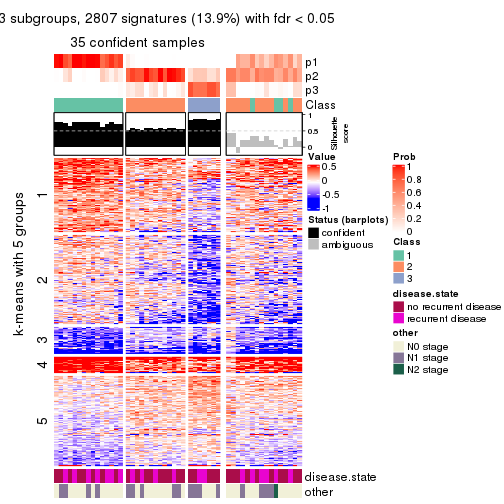 3 subgroups, 2807 signatures (13.9%) with fdr < 0.05
35 confident samples
p1
p2
p3
Class
1
0.5
0
Silhouette
score
k-means with 5 groups
1
2
3
4
5
disease.state
other
Value
0.5
0
-0.5
-1
Status (barplots)
confident
ambiguous
Prob
1
0.8
0.6
0.4
0.2
0
Class
1
2
3
disease.state
no recurrent disease
recurrent disease
other
N0 stage
N1 stage
N2 stage